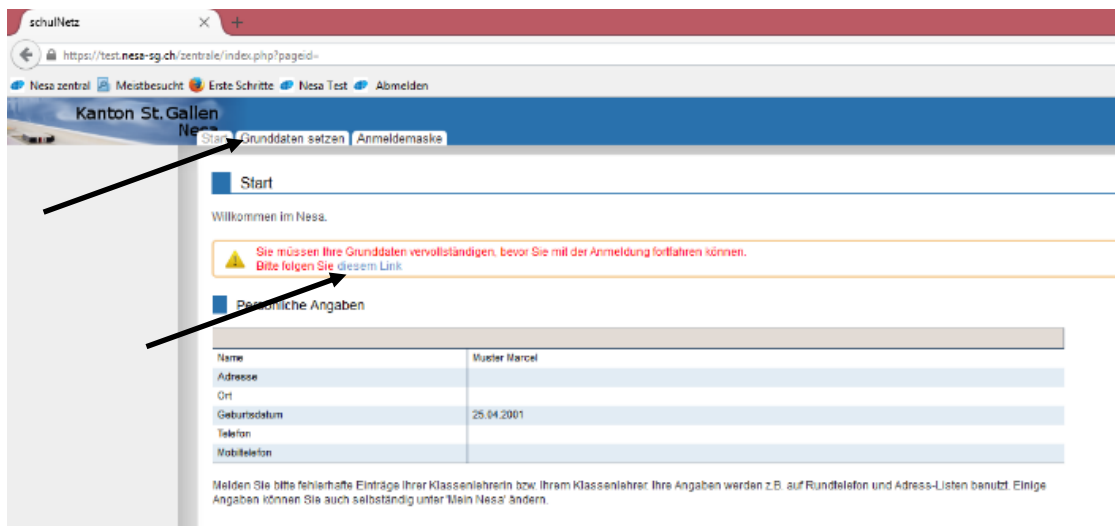 schulNetz
https://test.nesa-sg.ch/zentrale/index.php?pageid=
Nesa zentral Meistbesucht Erste Schritte Nesa Test Abmelden
Kanton St. Gallen
Nesa
Start Grunddaten setzen Anmeldemaske
Start
Willkommen im Nesa.
Sie müssen Ihre Grunddaten vervollständigen, bevor Sie mit der Anmeldung fortfahren können.
Bitte folgen Sie diesem Link
Persönliche Angaben
Name Muster Marcel
Adresse
Ort
Geburtsdatum 25.04.2001
Telefon
Mobiltelefon
Melden Sie bitte fehlerhafte Einträge Ihrer Klassenlehrerin bzw. Ihrem Klassenlehrer. Ihre Angaben werden z.B. auf Rundtelefon und Adress-Listen benutzt. Einige
Angaben können Sie auch selbständig unter 'Mein Nesa' ändern.